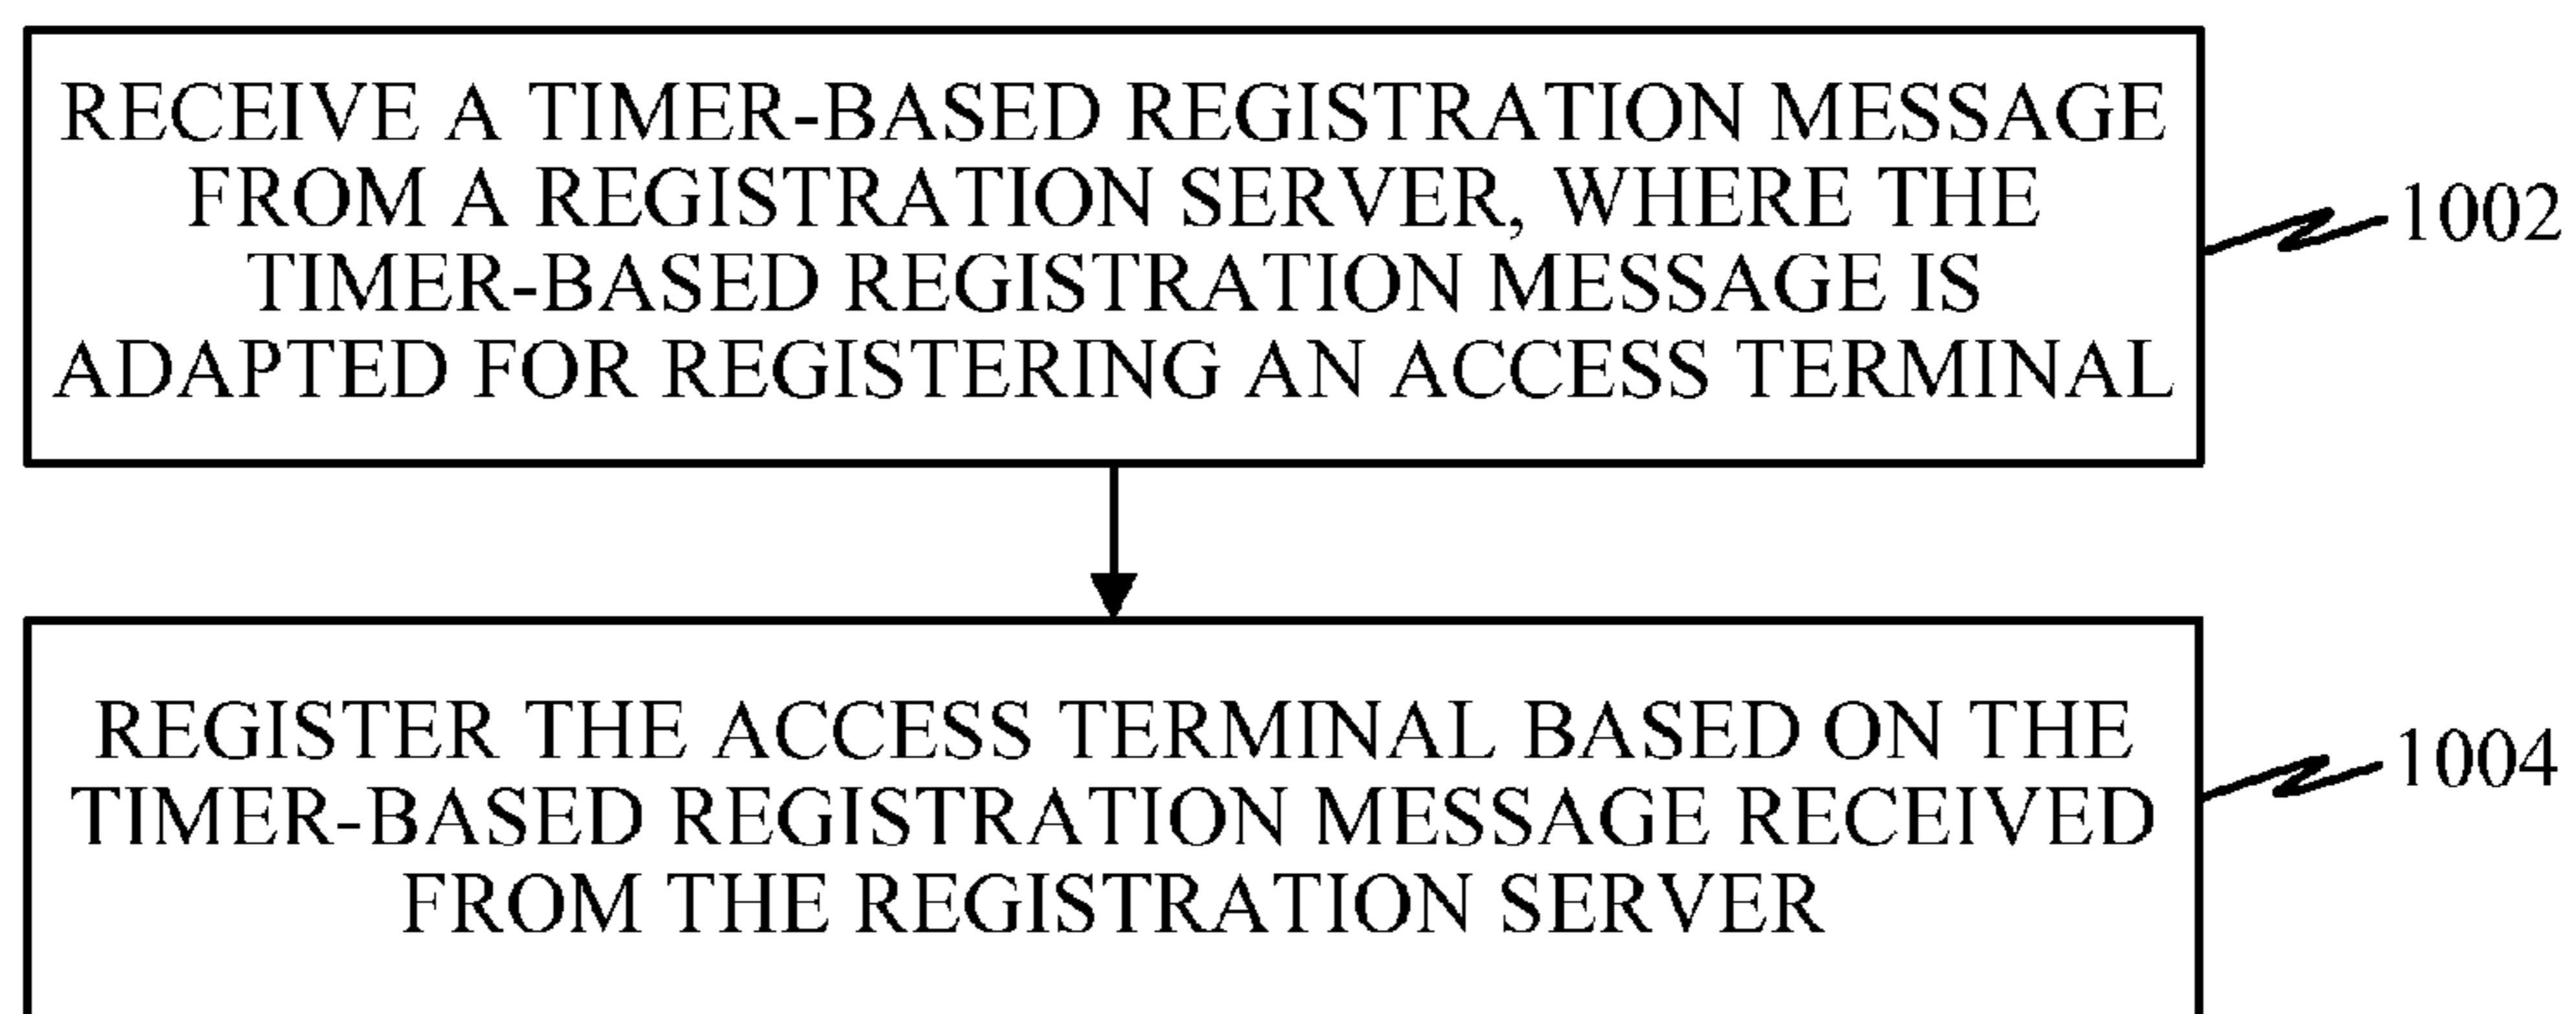 RECEIVE A TIMER-BASED REGISTRATION MESSAGE
FROM A REGISTRATION SERVER, WHERE THE
TIMER-BASED REGISTRATION MESSAGE IS
ADAPTED FOR REGISTERING AN ACCESS TERMINAL
1002
REGISTER THE ACCESS TERMINAL BASED ON THE
TIMER-BASED REGISTRATION MESSAGE RECEIVED
FROM THE REGISTRATION SERVER
1004